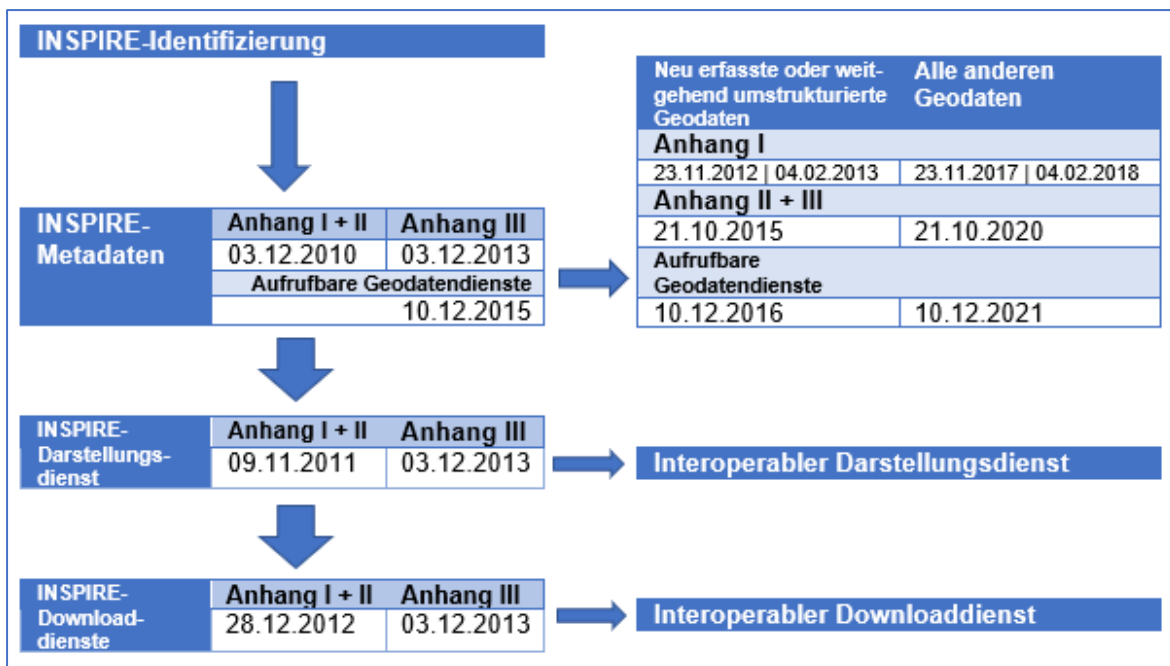 INSPIRE-Identifizierung
Neu erfasste oder weit-
gehend umstrukturierte
Geodaten
Alle anderen
Geodaten
Anhang I
23.11.2012 | 04.02.2013 23.11.2017 | 04.02.2018
Anhang II + III
21.10.2015 21.10.2020
Aufrufbare
Geodatendienste
10.12.2016 10.12.2021
INSPIRE-
Metadaten
Anhang I + II Anhang III
03.12.2010 03.12.2013
Aufrufbare Geodatendienste
10.12.2015
INSPIRE-
Darstellungs-
dienst
Anhang I + II Anhang III
09.11.2011 03.12.2013
Interoperabler Darstellungsdienst
INSPIRE-
Download-
dienste
Anhang I + II Anhang III
28.12.2012 03.12.2013
Interoperabler Downloaddienst